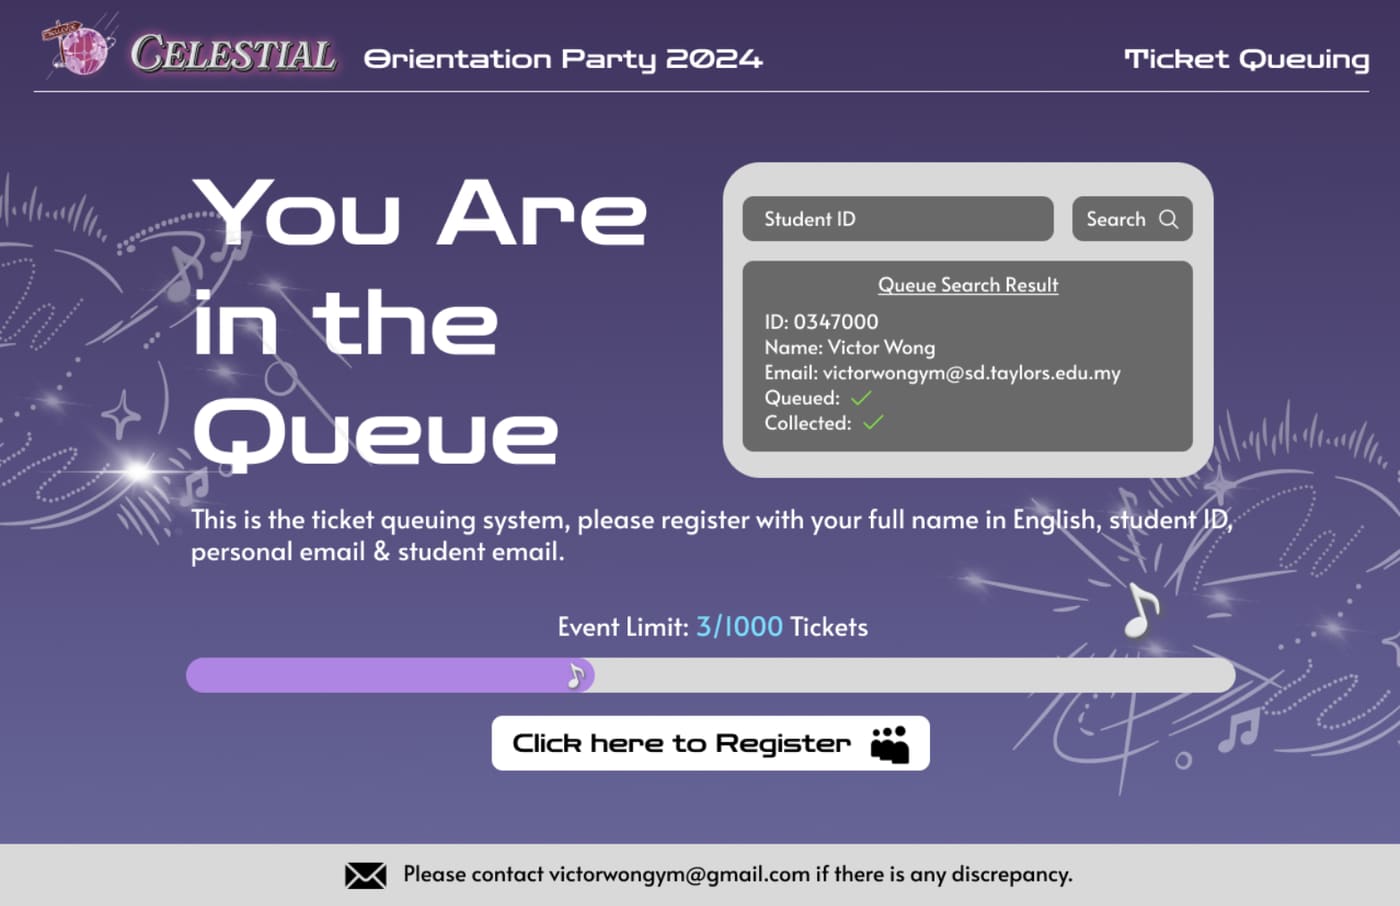 CELESTIAL Orientation Party 2024
Ticket Queuing
You Are
in the
Queue
Student ID
Search
Queue Search Result
ID: 0347000
Name: Victor Wong
Email: victorwongym@sd.taylors.edu.my
Queued:
Collected:
This is the ticket queuing system, please register with your full name in English, student ID,
personal email & student email.
Event Limit: 3/1000 Tickets
Click here to Register
Please contact victorwongym@gmail.com if there is any discrepancy.